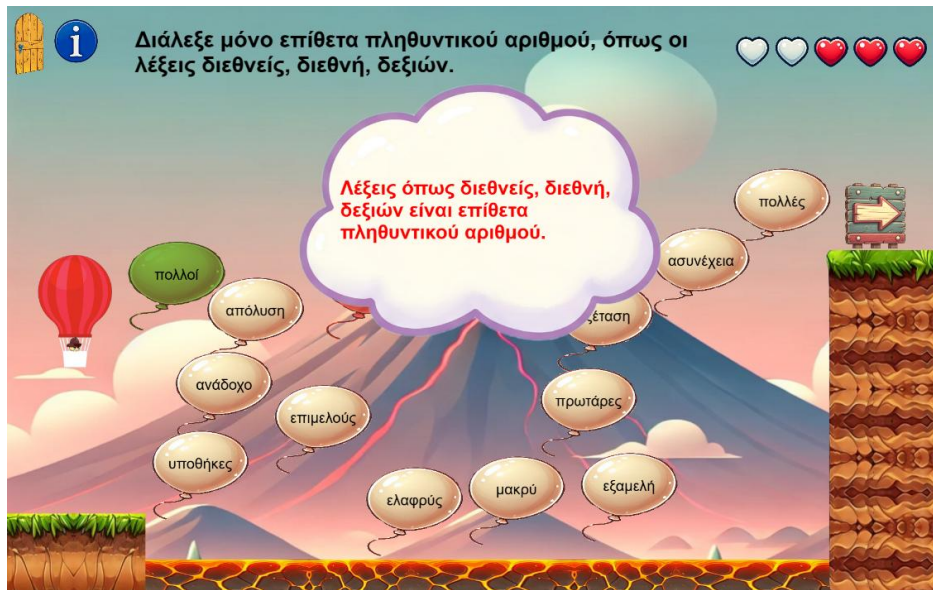 Διάλεξε μόνο επίθετα πληθυντικού αριθμού, όπως οι
λέξεις διεθνείς, διεθνή, δεξιών.
Λέξεις όπως διεθνείς, διεθνή,
δεξιών είναι επίθετα
πληθυντικού αριθμού.
πολλές
ασυνέχεια
πολλοί
απόλυση
ανάδοχο
πρωτάρες
επιμελούς
υποθήκες
ελαφρύς
μακρύ
εξαμελή